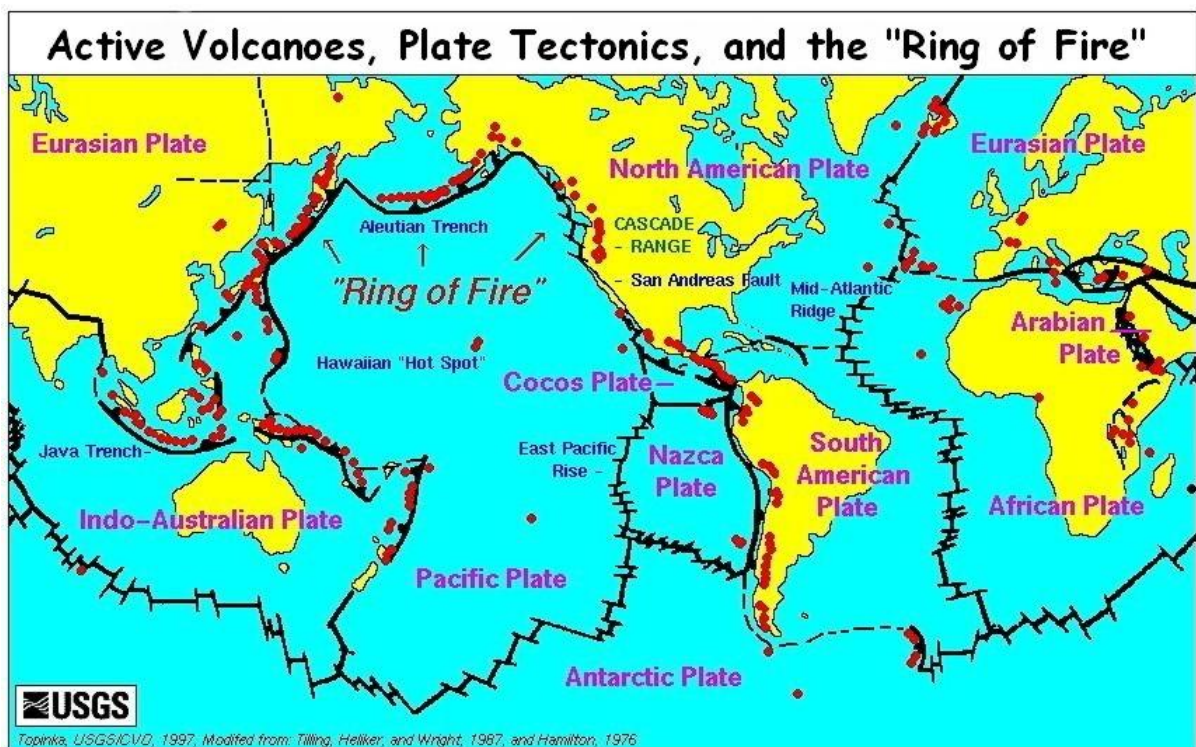 Active Volcanoes, Plate Tectonics, and the "Ring of Fire"
Eurasian Plate
North American Plate
Eurasian Plate
Aleutian Trench
CASCADE
- RANGE
"Ring of Fire"
- San Andreas Fault
Mid-Atlantic
Ridge
Arabian
Plate
Hawaiian "Hot Spot"
Cocos Plate
Java Trench-
East Pacific
Rise -
Nazca
Plate
South
American
Plate
Indo-Australian Plate
African Plate
Pacific Plate
Antarctic Plate
USGS
Topinka, USGS/CVO, 1997, Modifed from: Tilling, Heliker, and Wright, 1987, and Hamilton, 1976